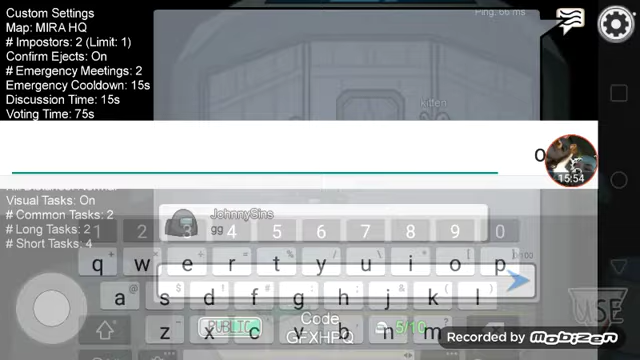 Custom Settings
Map: MIRA HQ
# Impostors: 2 (Limit: 1)
Confirm Ejects: On
# Emergency Meetings: 2
Emergency Cooldown: 15s
Discussion Time: 15s
Voting Time: 75s
Ping: 66 ms
kitten
15:54
Visual Tasks: On
# Common Tasks: 2
# Long Tasks: 2
# Short Tasks: 4
JohnnySins
gg
1 2 3 4 5 6 7 8 9 0
q w e r t y u i o p
a s d f g h j k l
z x c v b n m
PUBLIC
Code
GFXHPQ
5/10
USE
Recorded by Mobizen